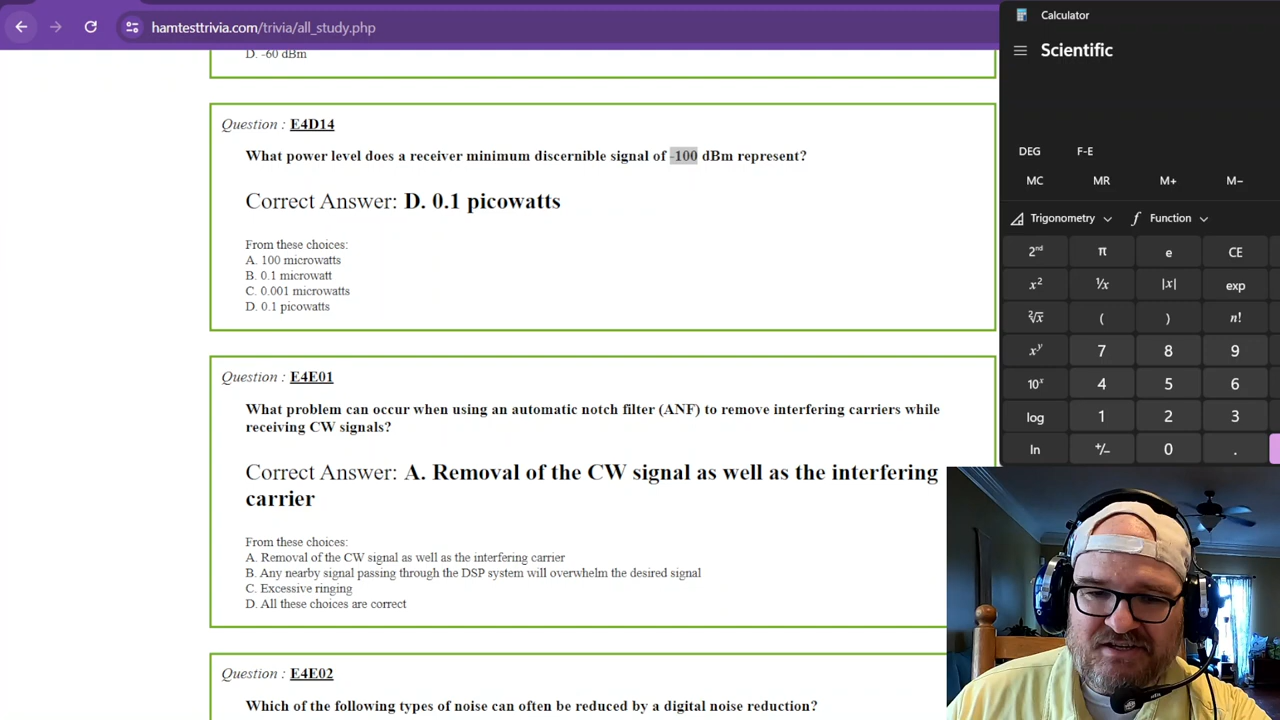 hamtesttrivia.com/trivia/all_study.php
Calculator
Scientific
D. -60 dBm
Question : E4D14
What power level does a receiver minimum discernible signal of -100 dBm represent?
Correct Answer: D. 0.1 picowatts
From these choices:
A. 100 microwatts
B. 0.1 microwatt
C. 0.001 microwatts
D. 0.1 picowatts
Question : E4E01
What problem can occur when using an automatic notch filter (ANF) to remove interfering carriers while
receiving CW signals?
Correct Answer: A. Removal of the CW signal as well as the interfering
carrier
From these choices:
A. Removal of the CW signal as well as the interfering carrier
B. Any nearby signal passing through the DSP system will overwhelm the desired signal
C. Excessive ringing
D. All these choices are correct
Question : E4E02
Which of the following types of noise can often be reduced by a digital noise reduction?
DEG F-E
MC MR M+ M−
Trigonometry Function
2nd π e CE
x² ¹/x |x| exp
²√x ( ) n!
xʸ 7 8 9
10ˣ 4 5 6
log 1 2 3
ln +/− 0 .